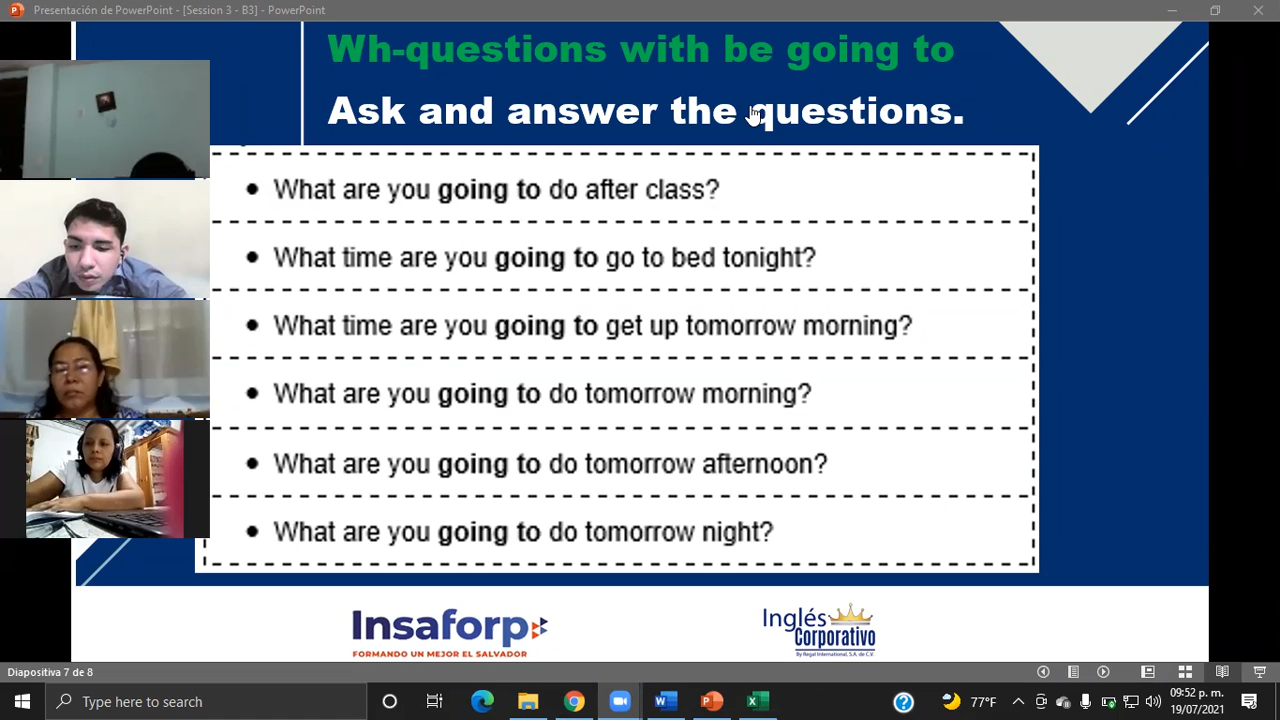 Presentación de PowerPoint - [Session 3 - B3] - PowerPoint
Wh-questions with be going to
Ask and answer the questions.
• What are you going to do after class?
• What time are you going to go to bed tonight?
• What time are you going to get up tomorrow morning?
• What are you going to do tomorrow morning?
• What are you going to do tomorrow afternoon?
• What are you going to do tomorrow night?
Insaforp
FORMANDO UN MEJOR EL SALVADOR
Inglés
Corporativo
By Regal International, S.A. de C.V.
Diapositiva 7 de 8
Type here to search
77°F
09:52 p. m.
19/07/2021